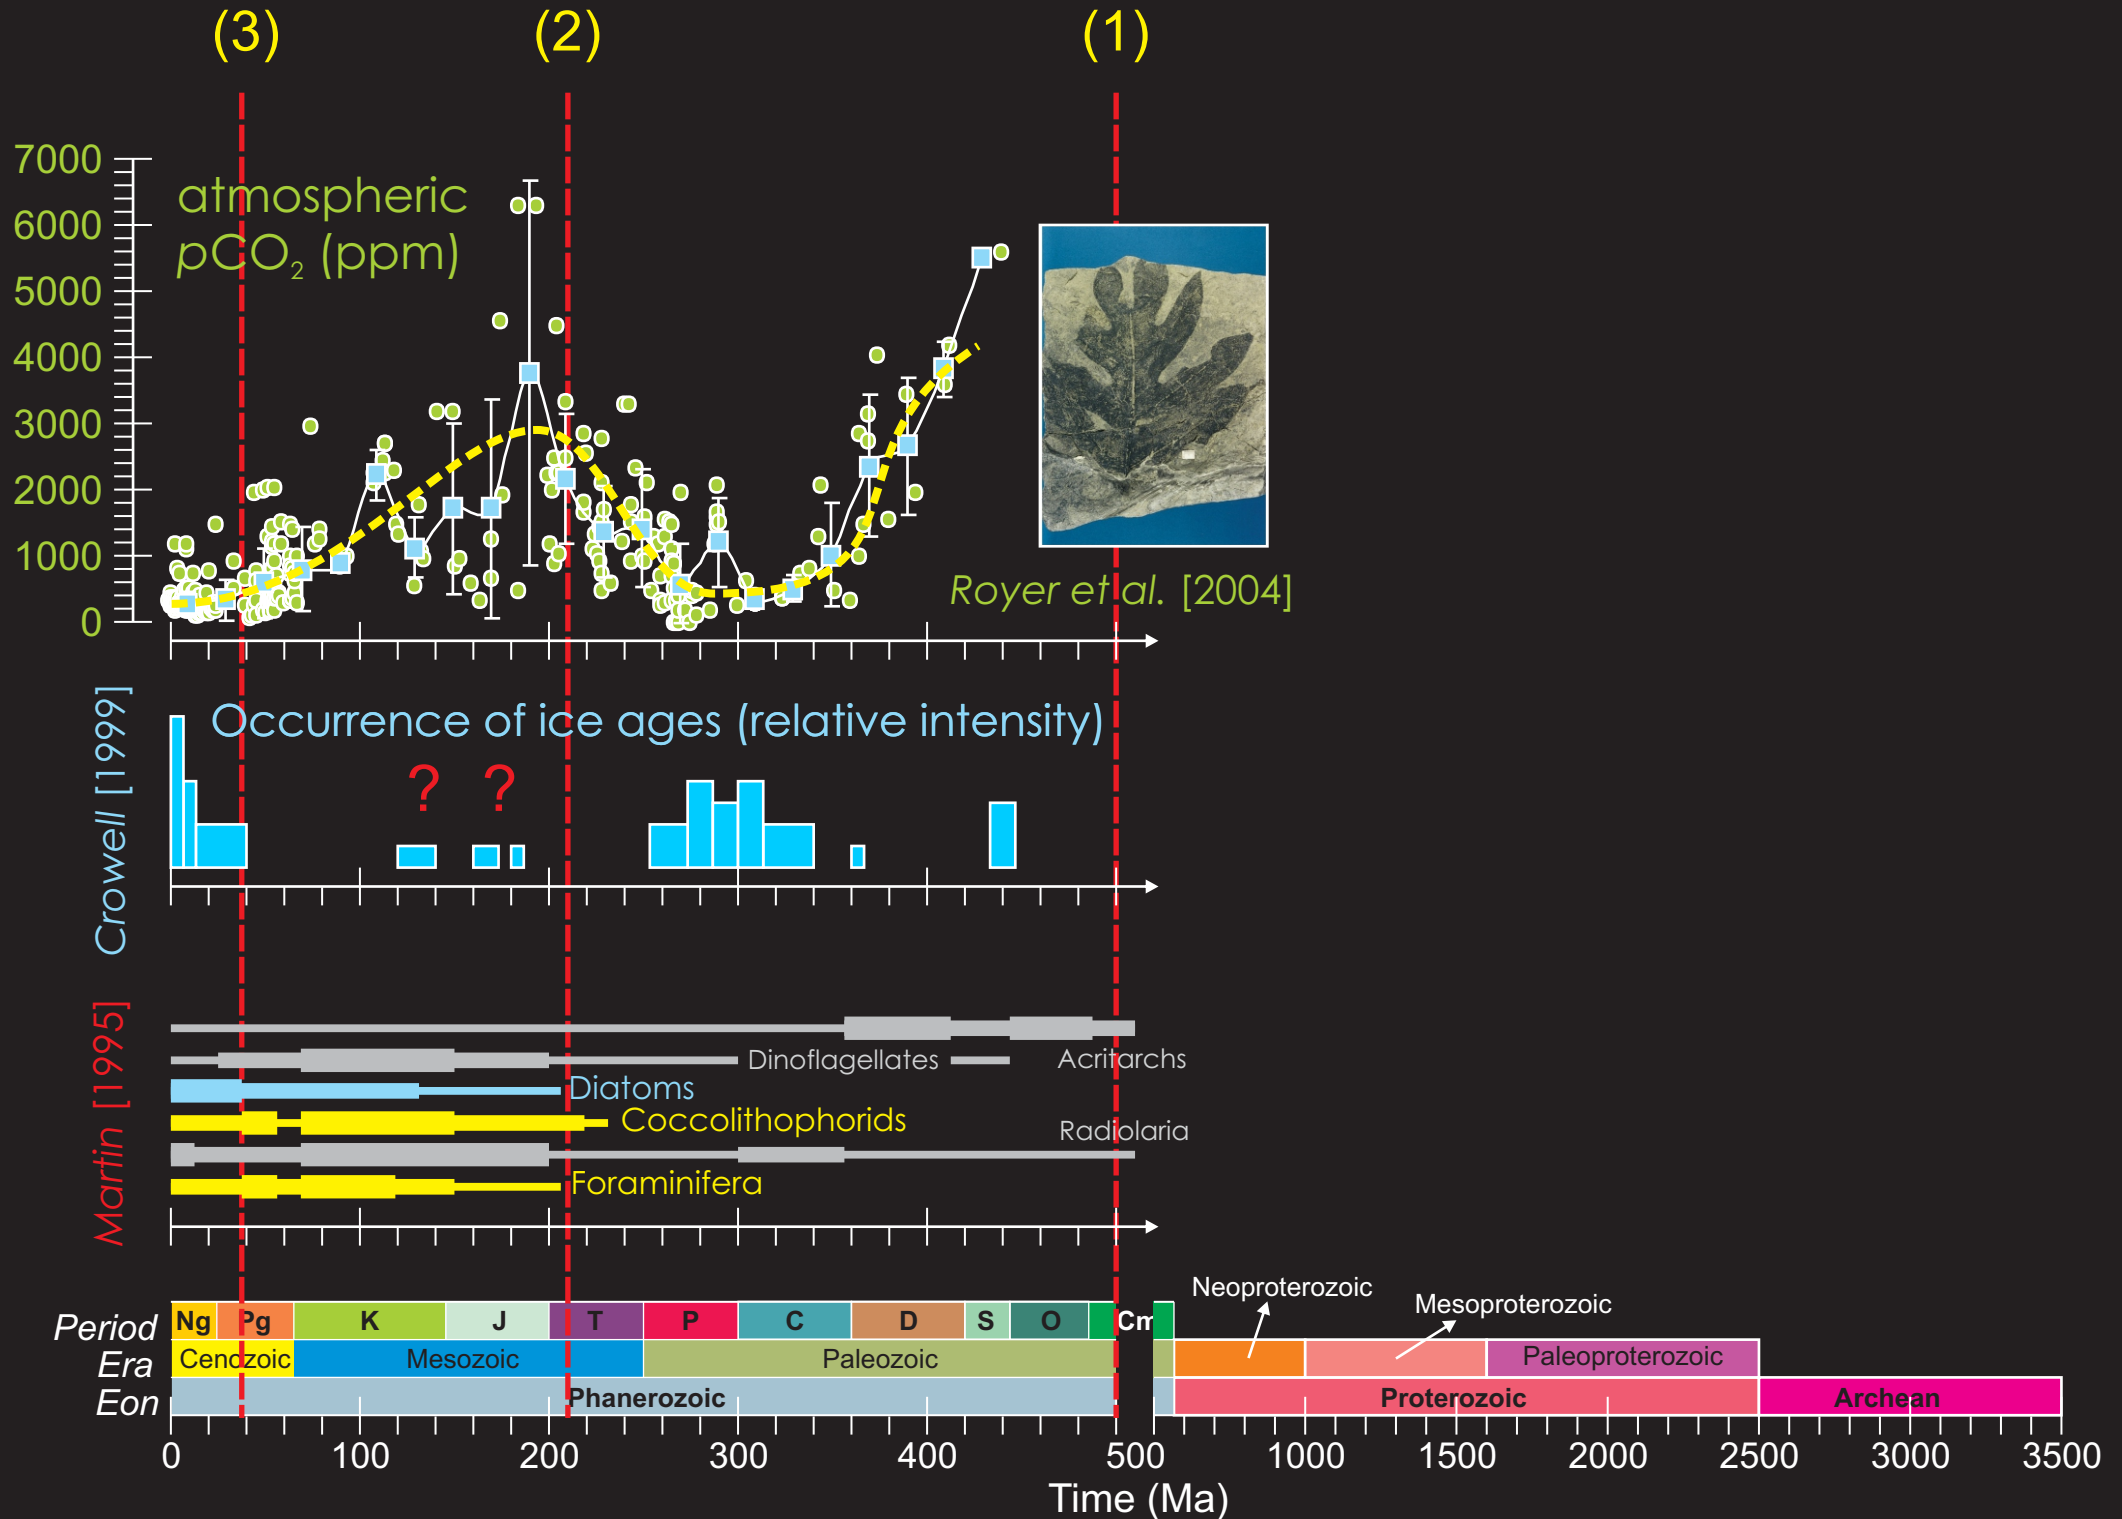 (3) (2) (1)
7000
6000
5000
4000
3000
2000
1000
0
atmospheric
pCO₂ (ppm)
Royer et al. [2004]
Crowell [1999]
Occurrence of ice ages (relative intensity)
? ?
Martin [1995]
Dinoflagellates Acritarchs
Diatoms
Coccolithophorids
Radiolaria
Foraminifera
Neoproterozoic
Mesoproterozoic
Period Ng Pg K J T P C D S O Cm
Era Cenozoic Mesozoic Paleozoic Paleoproterozoic
Eon Phanerozoic Proterozoic Archean
0 100 200 300 400 500 1000 1500 2000 2500 3000 3500
Time (Ma)